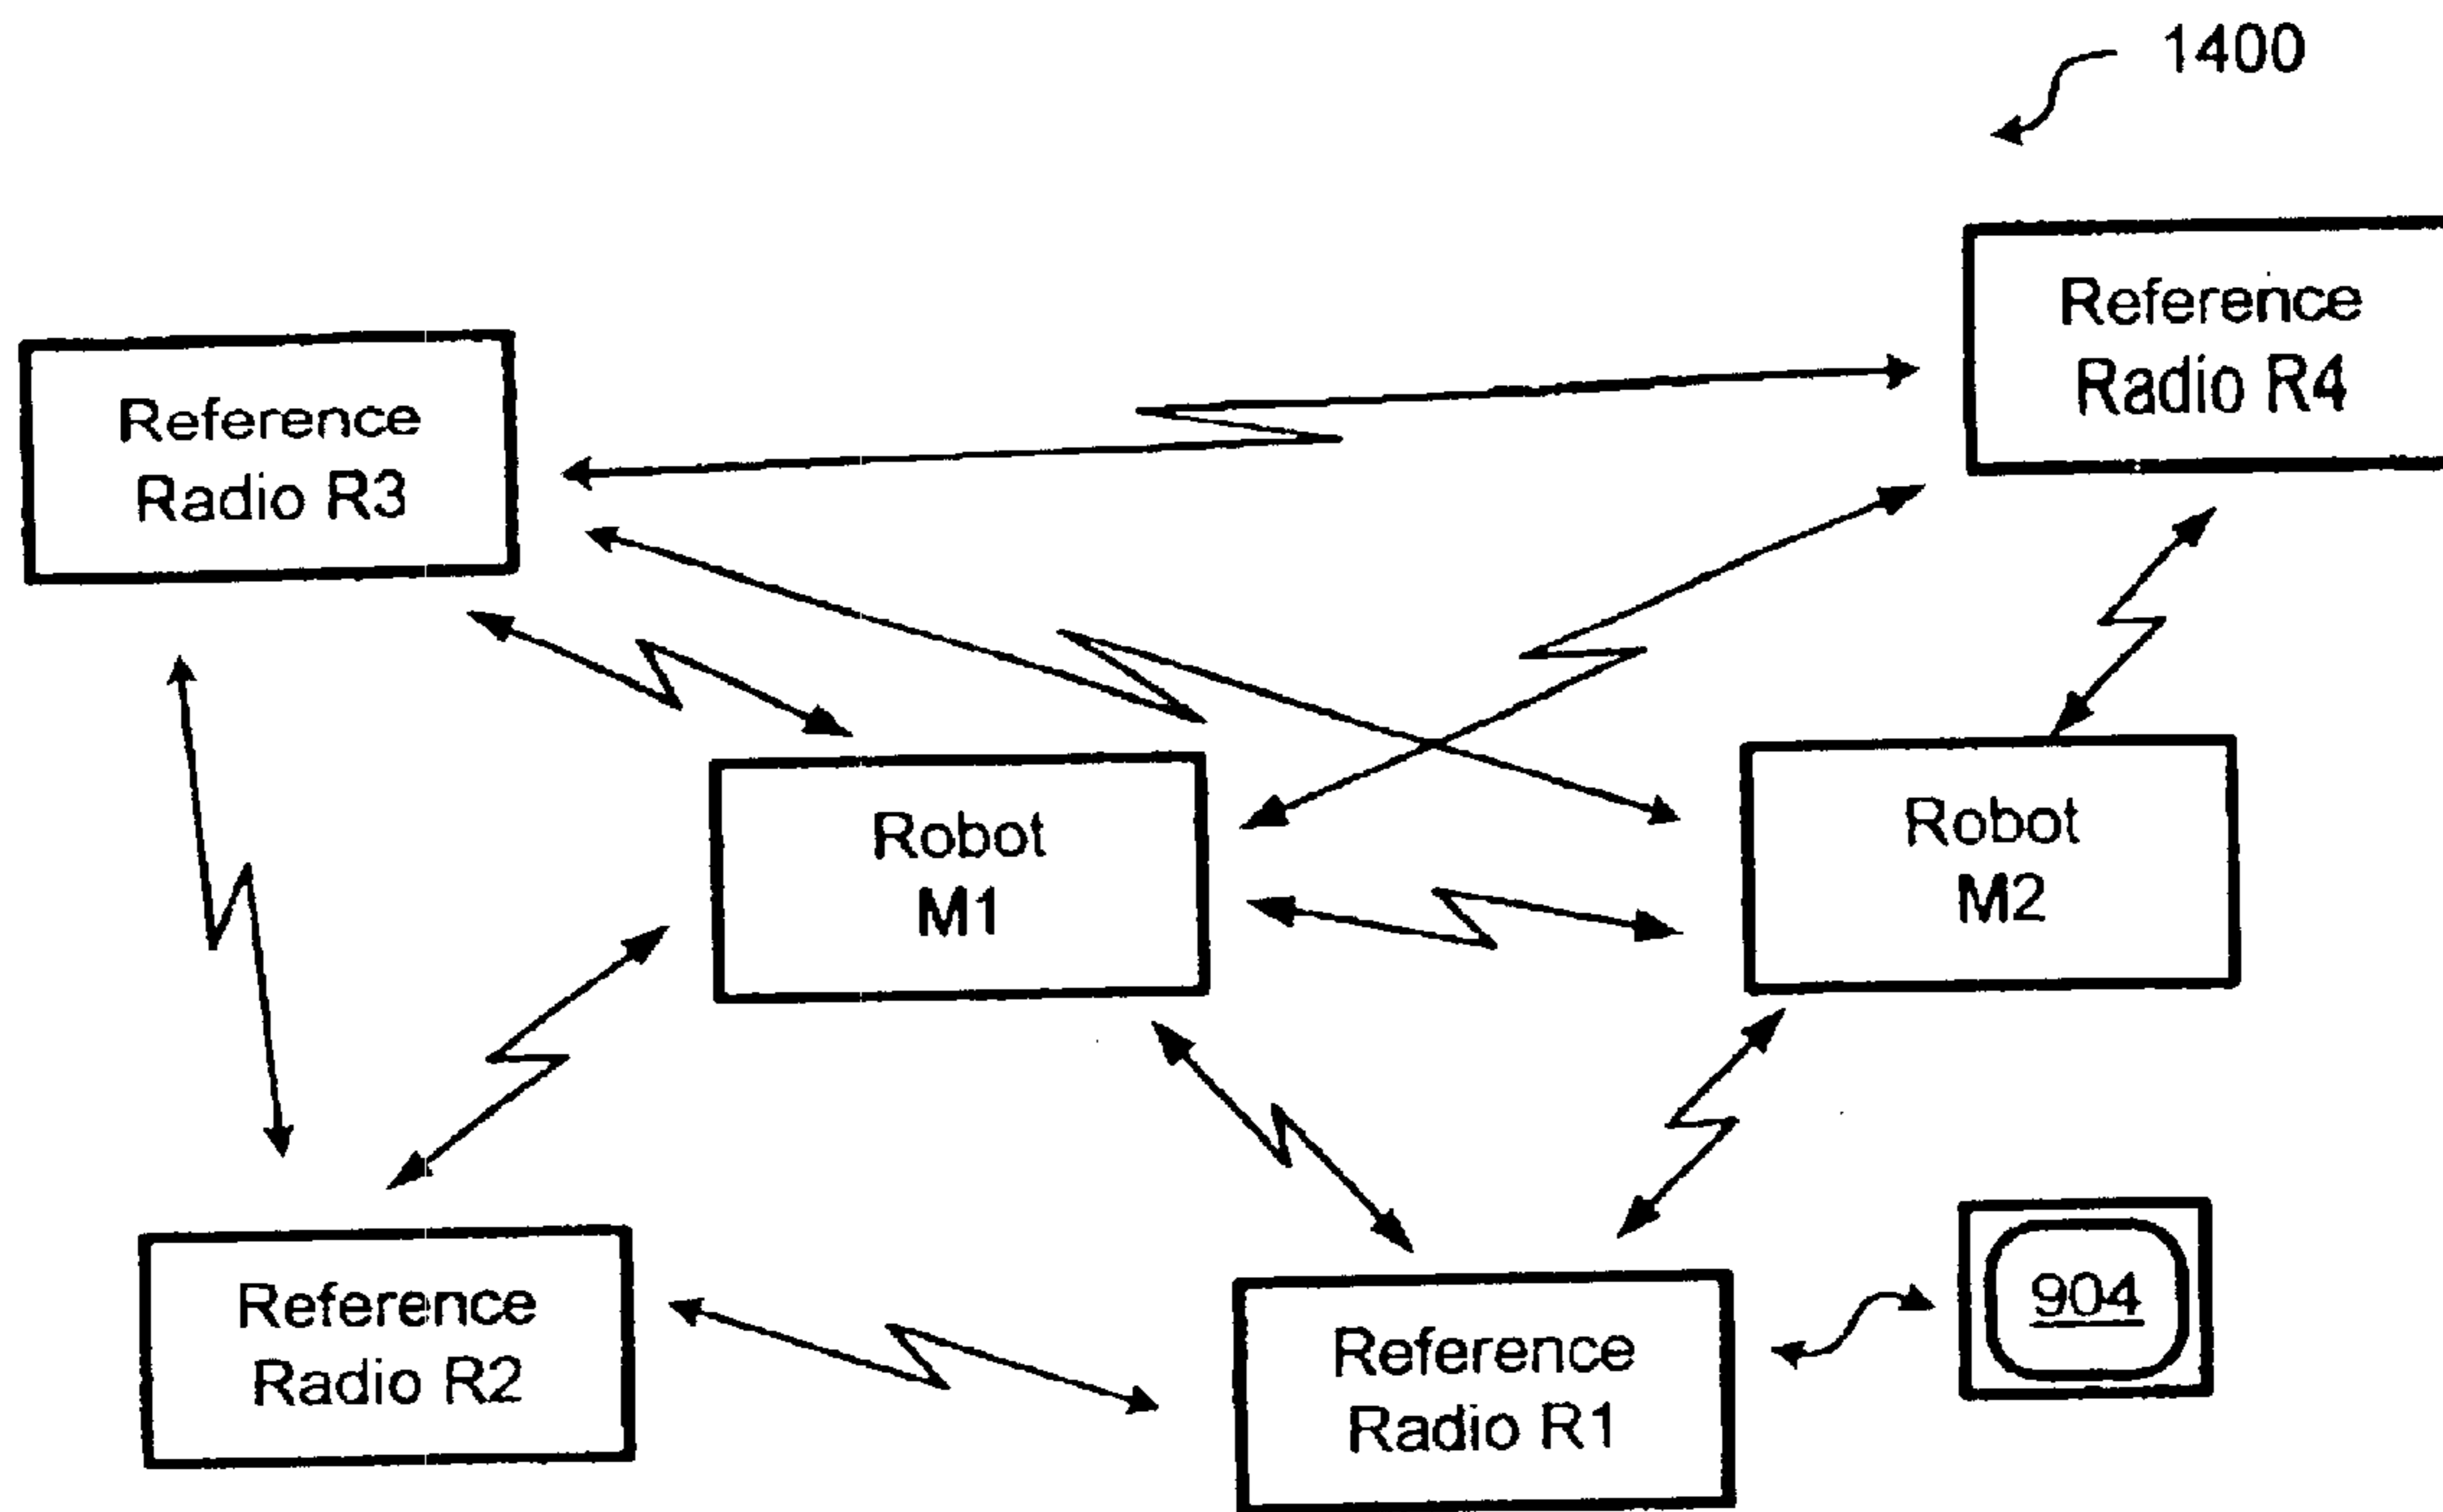 1400
Reference
Radio R4
Reference
Radio R3
Robot
M1
Robot
M2
Reference
Radio R2
Reference
Radio R1
904